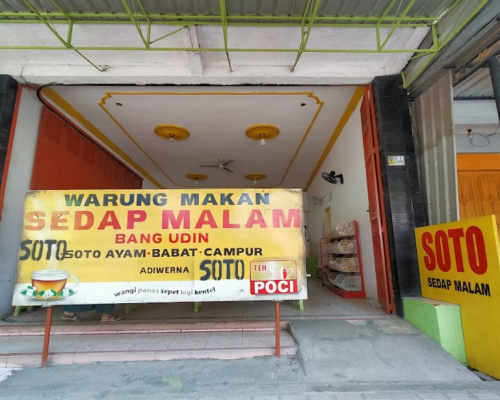 WARUNG MAKAN
SEDAP MALAM
BANG UDIN
SOTO SOTO AYAM · BABAT · CAMPUR
ADIWERNA SOTO
TEH
POCI
wangi panas sepet legi kentel
SOTO
SEDAP MALAM